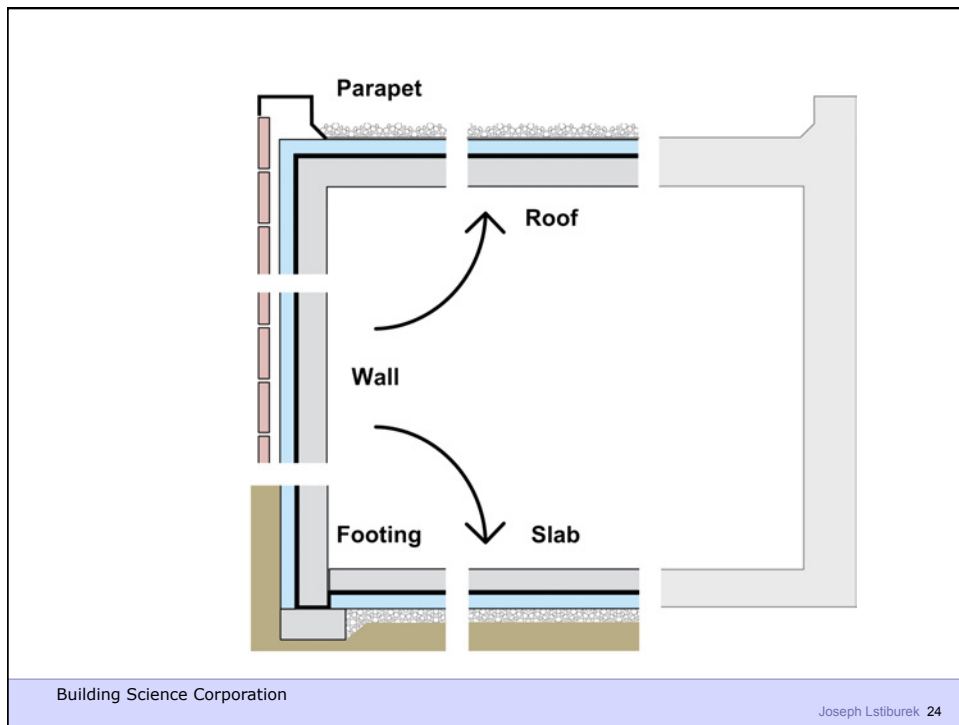 Parapet
Roof
Wall
Footing
Slab
Building Science Corporation
Joseph Lstiburek 24